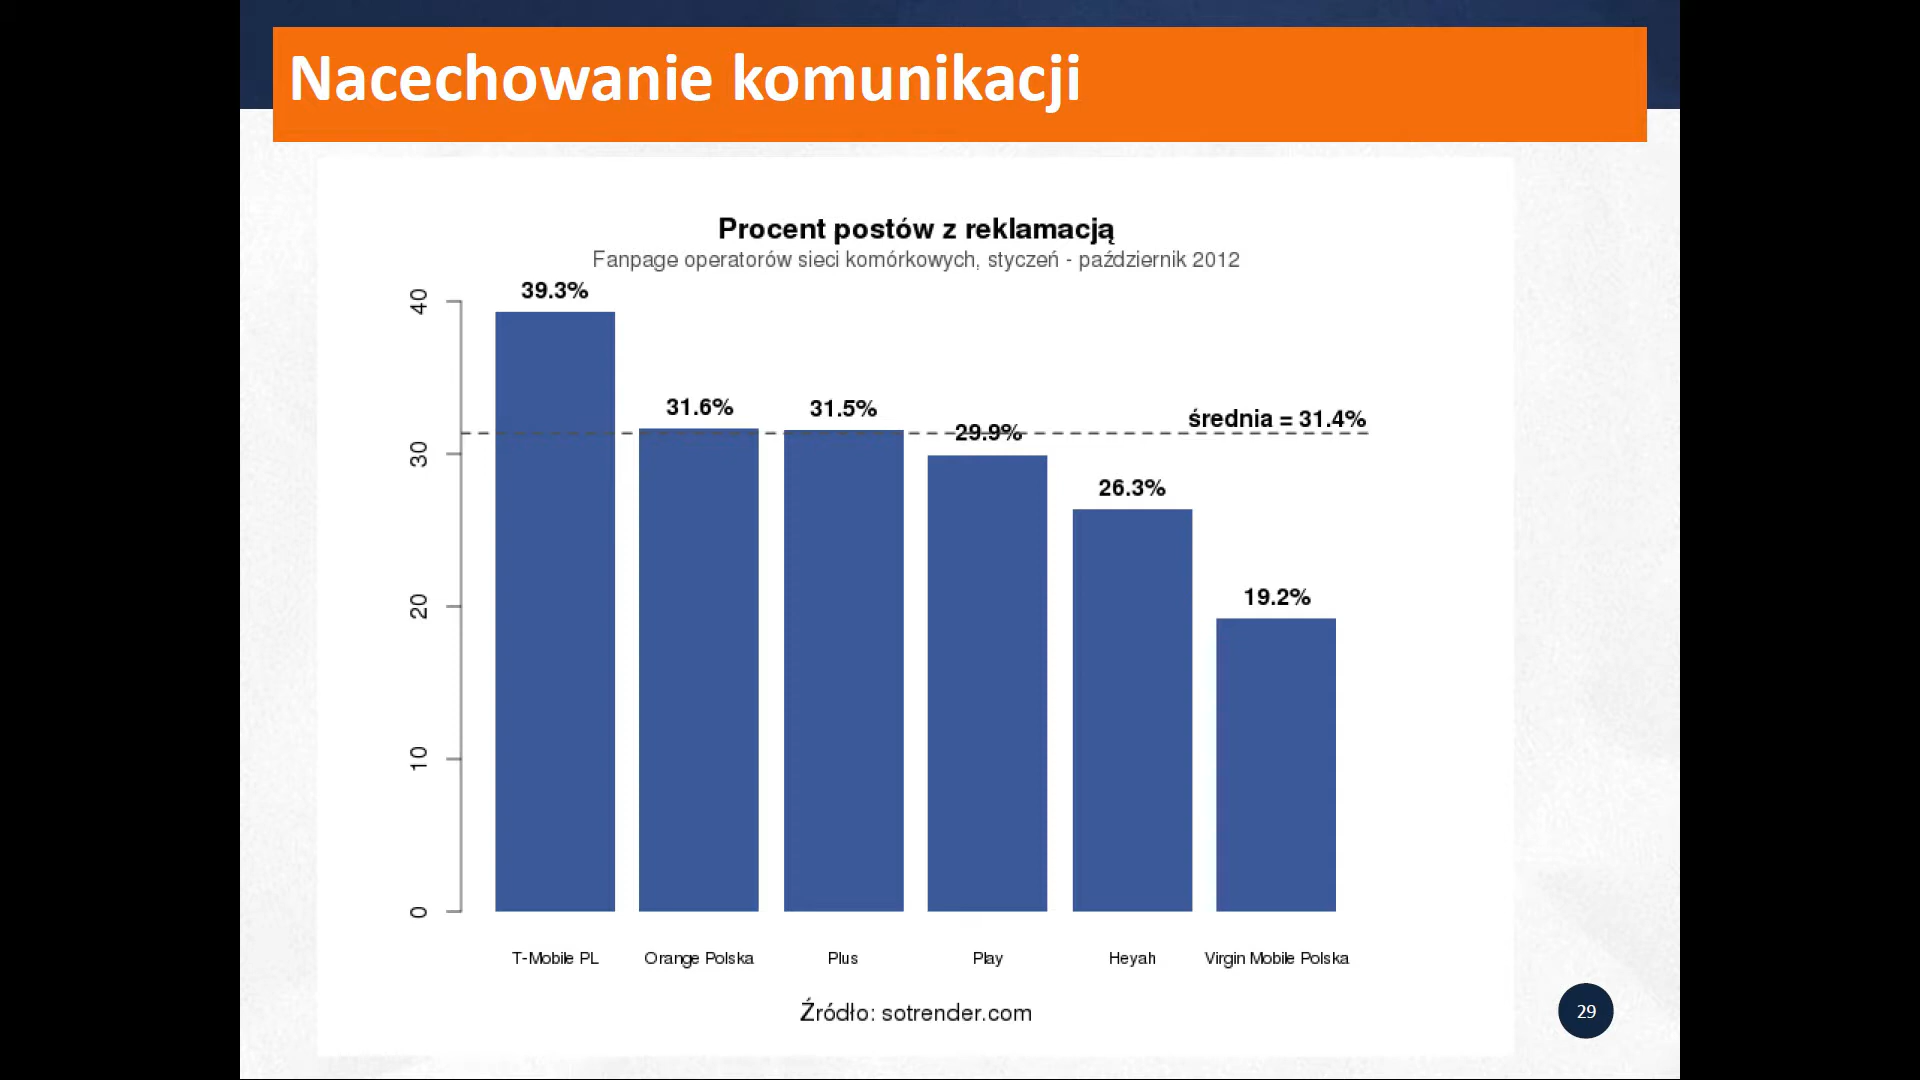 Nacechowanie komunikacji
Procent postów z reklamacją
Fanpage operatorów sieci komórkowych, styczeń - październik 2012
40
30
20
10
0
39.3%
31.6%
31.5%
29.9%
26.3%
19.2%
średnia = 31.4%
T-Mobile PL
Orange Polska
Plus
Play
Heyah
Virgin Mobile Polska
Źródło: sotrender.com
29